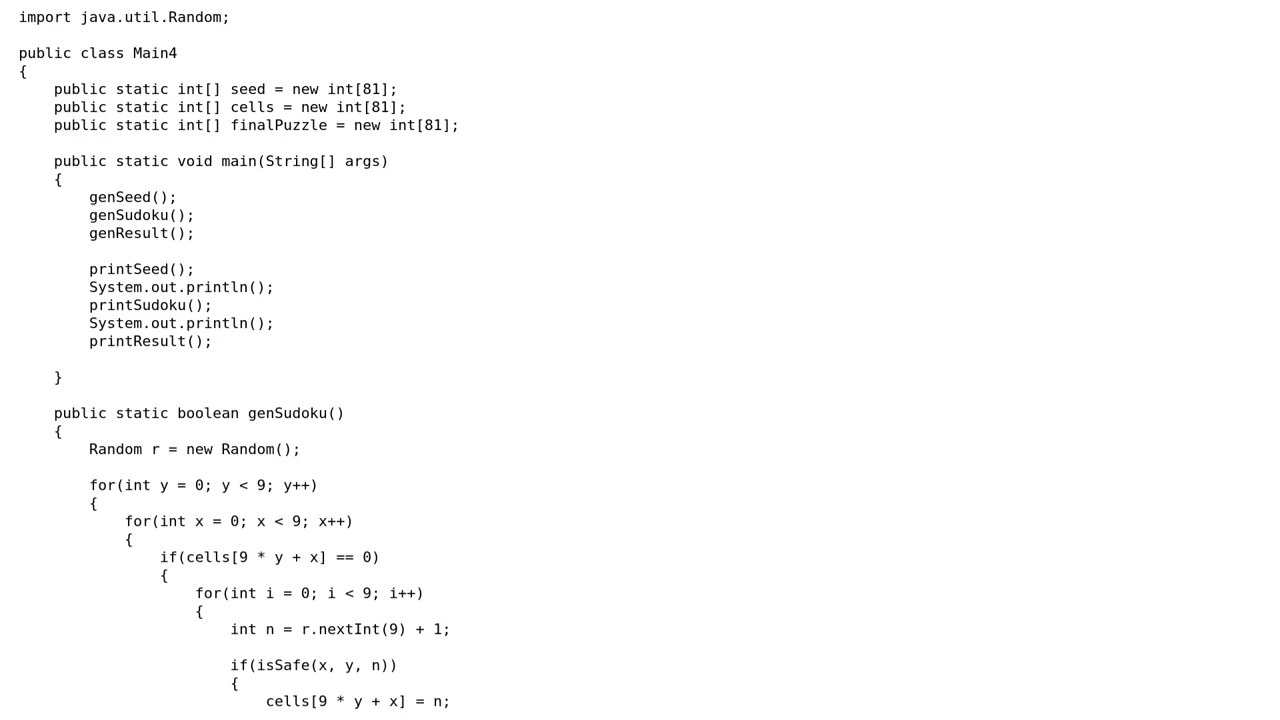 import java.util.Random;
public class Main4
{
    public static int[] seed = new int[81];
    public static int[] cells = new int[81];
    public static int[] finalPuzzle = new int[81];
    public static void main(String[] args)
    {
        genSeed();
        genSudoku();
        genResult();
        printSeed();
        System.out.println();
        printSudoku();
        System.out.println();
        printResult();
    }
    public static boolean genSudoku()
    {
        Random r = new Random();
        for(int y = 0; y < 9; y++)
        {
            for(int x = 0; x < 9; x++)
            {
                if(cells[9 * y + x] == 0)
                {
                    for(int i = 0; i < 9; i++)
                    {
                        int n = r.nextInt(9) + 1;
                        if(isSafe(x, y, n))
                        {
                            cells[9 * y + x] = n;